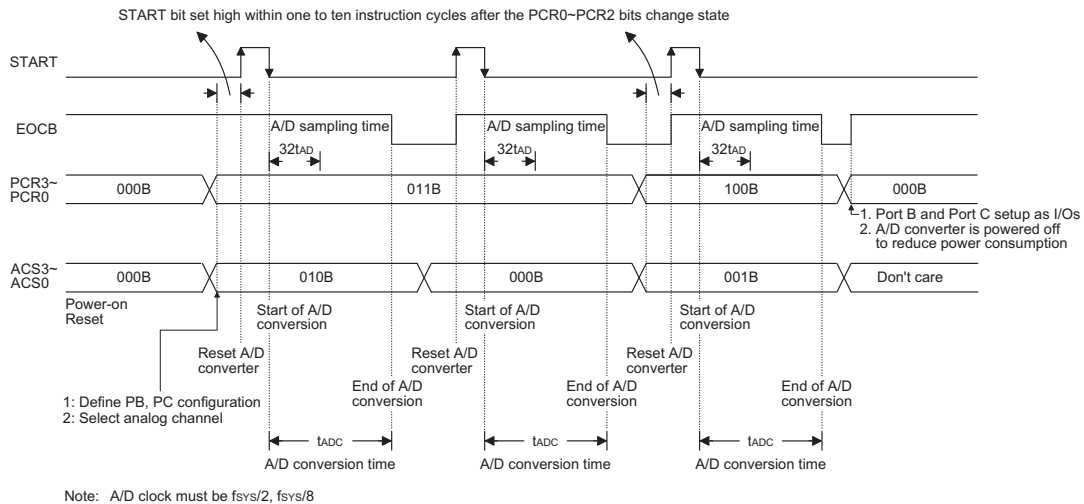 START bit set high within one to ten instruction cycles after the PCR0~PCR2 bits change state
START
EOCB
A/D sampling time
A/D sampling time
A/D sampling time
32tAD
32tAD
32tAD
PCR3~
PCR0
000B
011B
100B
000B
1. Port B and Port C setup as I/Os
2. A/D converter is powered off
to reduce power consumption
ACS3~
ACS0
000B
010B
000B
001B
Don't care
Power-on
Reset
Start of A/D
conversion
Start of A/D
conversion
Start of A/D
conversion
Reset A/D
converter
Reset A/D
converter
Reset A/D
converter
End of A/D
conversion
End of A/D
conversion
End of A/D
conversion
1: Define PB, PC configuration
2: Select analog channel
tADC
tADC
tADC
A/D conversion time
A/D conversion time
A/D conversion time
Note: A/D clock must be fSYS/2, fSYS/8